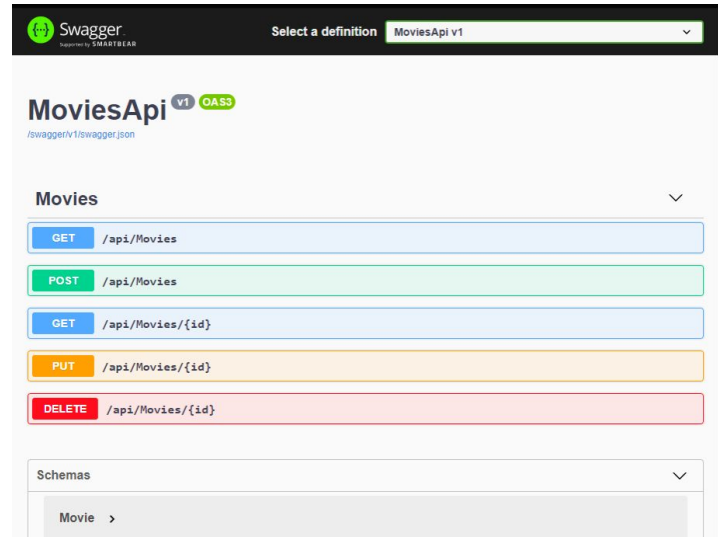 Swagger.
Supported by SMARTBEAR
Select a definition
MoviesApi v1
MoviesApi v1 OAS3
/swagger/v1/swagger.json
Movies
GET /api/Movies
POST /api/Movies
GET /api/Movies/{id}
PUT /api/Movies/{id}
DELETE /api/Movies/{id}
Schemas
Movie